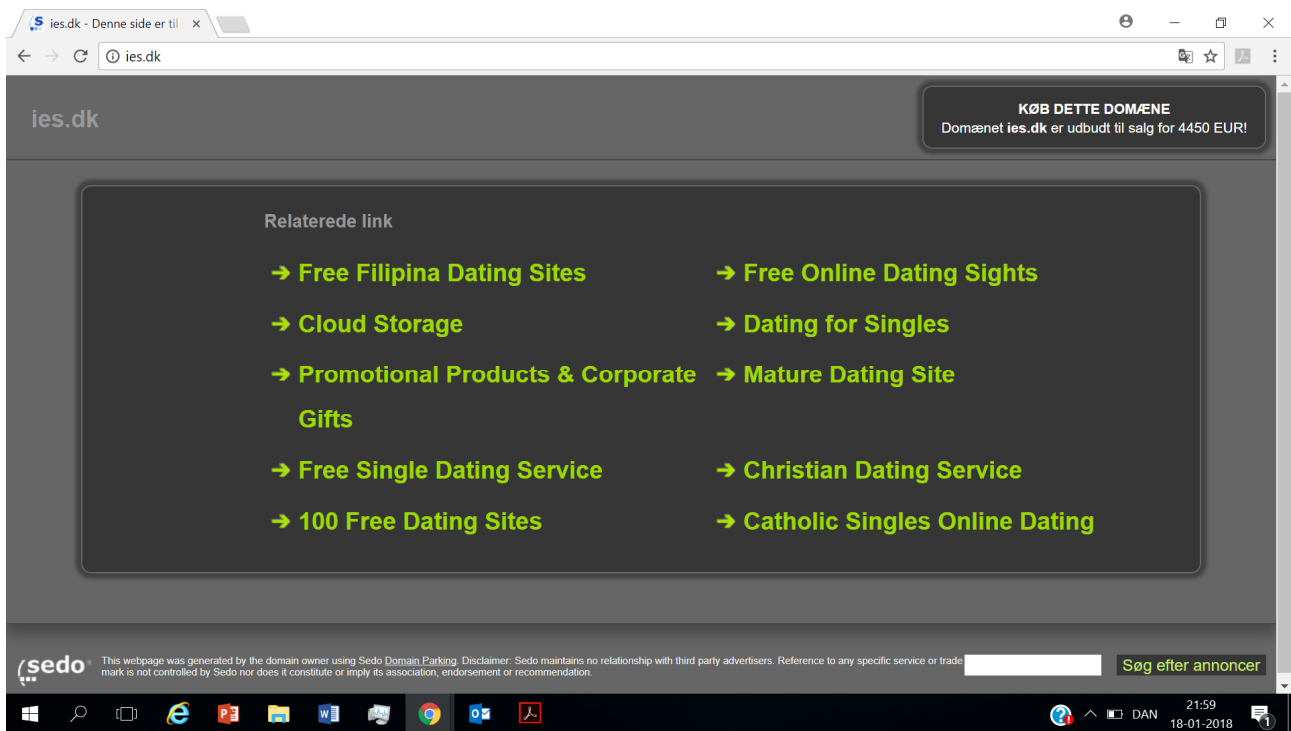 ies.dk - Denne side er til
ies.dk
ies.dk
KØB DETTE DOMÆNE
Domænet ies.dk er udbudt til salg for 4450 EUR!
Relaterede link
Free Filipina Dating Sites
Free Online Dating Sights
Cloud Storage
Dating for Singles
Promotional Products & Corporate
Gifts
Mature Dating Site
Free Single Dating Service
Christian Dating Service
100 Free Dating Sites
Catholic Singles Online Dating
sedo
This webpage was generated by the domain owner using Sedo Domain Parking. Disclaimer: Sedo maintains no relationship with third party advertisers. Reference to any specific service or trade
mark is not controlled by Sedo nor does it constitute or imply its association, endorsement or recommendation.
Søg efter annoncer
DAN
21:59
18-01-2018
1